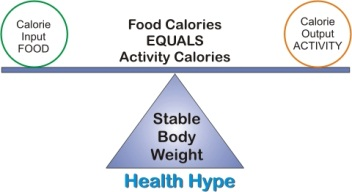 Calorie
Input
FOOD
Food Calories
EQUALS
Activity Calories
Calorie
Output
ACTIVITY
Stable
Body
Weight
Health Hype